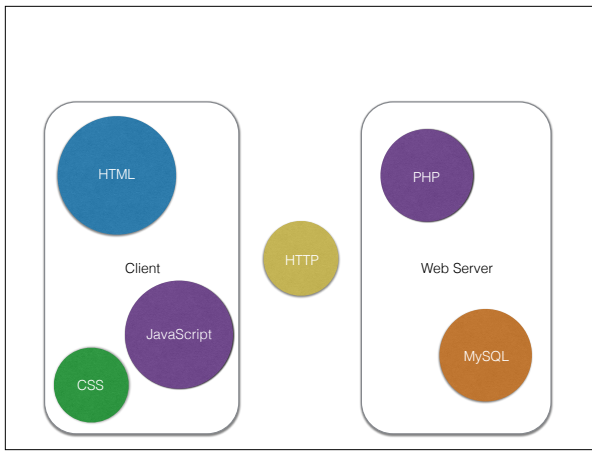 HTML
PHP
HTTP
Client
Web Server
JavaScript
MySQL
CSS